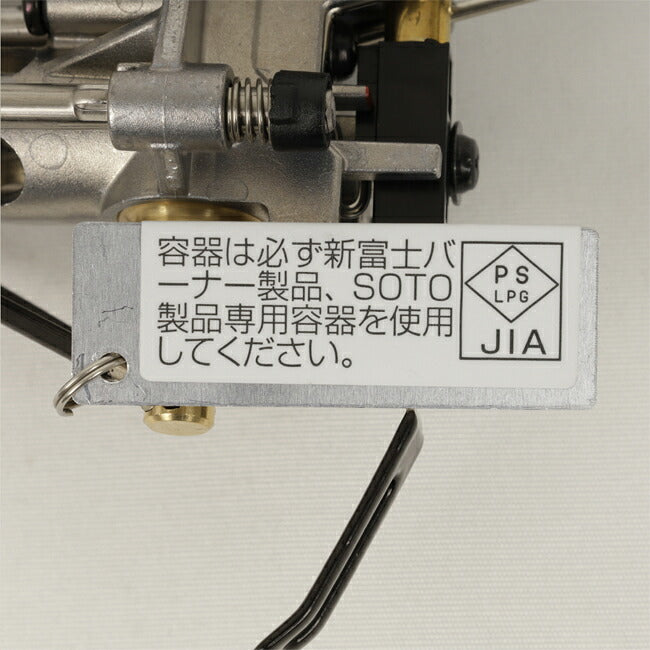 容器は必ず新富士バ
ーナー製品、SOTO
製品専用容器を使用
してください。
PS
LPG
JIA